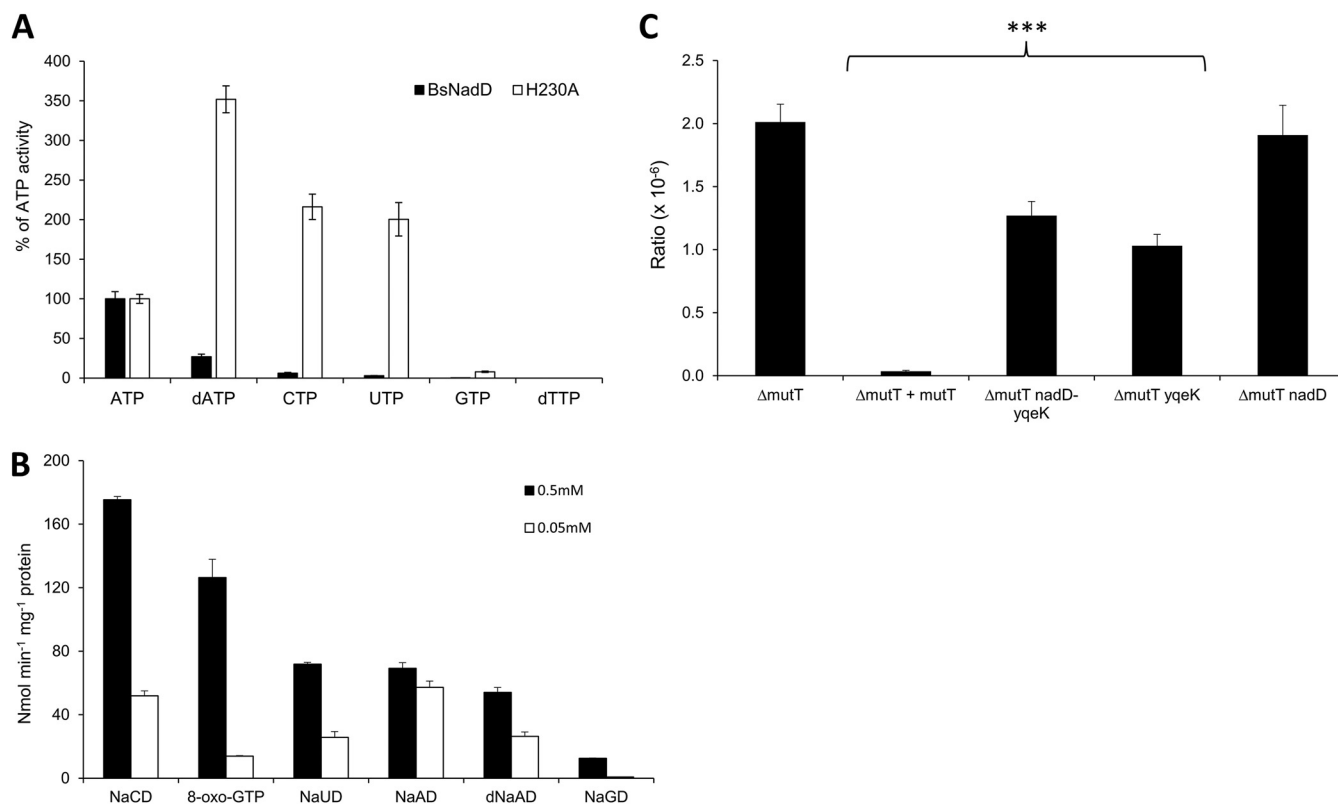 A
400
350
300
250
200
150
100
50
0
% of ATP activity
BsNadD H230A
ATP dATP CTP UTP GTP dTTP
B
200
160
120
80
40
0
Nmol min⁻¹ mg⁻¹ protein
0.5mM
0.05mM
NaCD 8-oxo-GTP NaUD NaAD dNaAD NaGD
C
***
2.5
2.0
1.5
1.0
0.5
0.0
Ratio (x 10⁻⁶)
ΔmutT ΔmutT + mutT ΔmutT nadD- ΔmutT yqeK ΔmutT nadD
yqeK